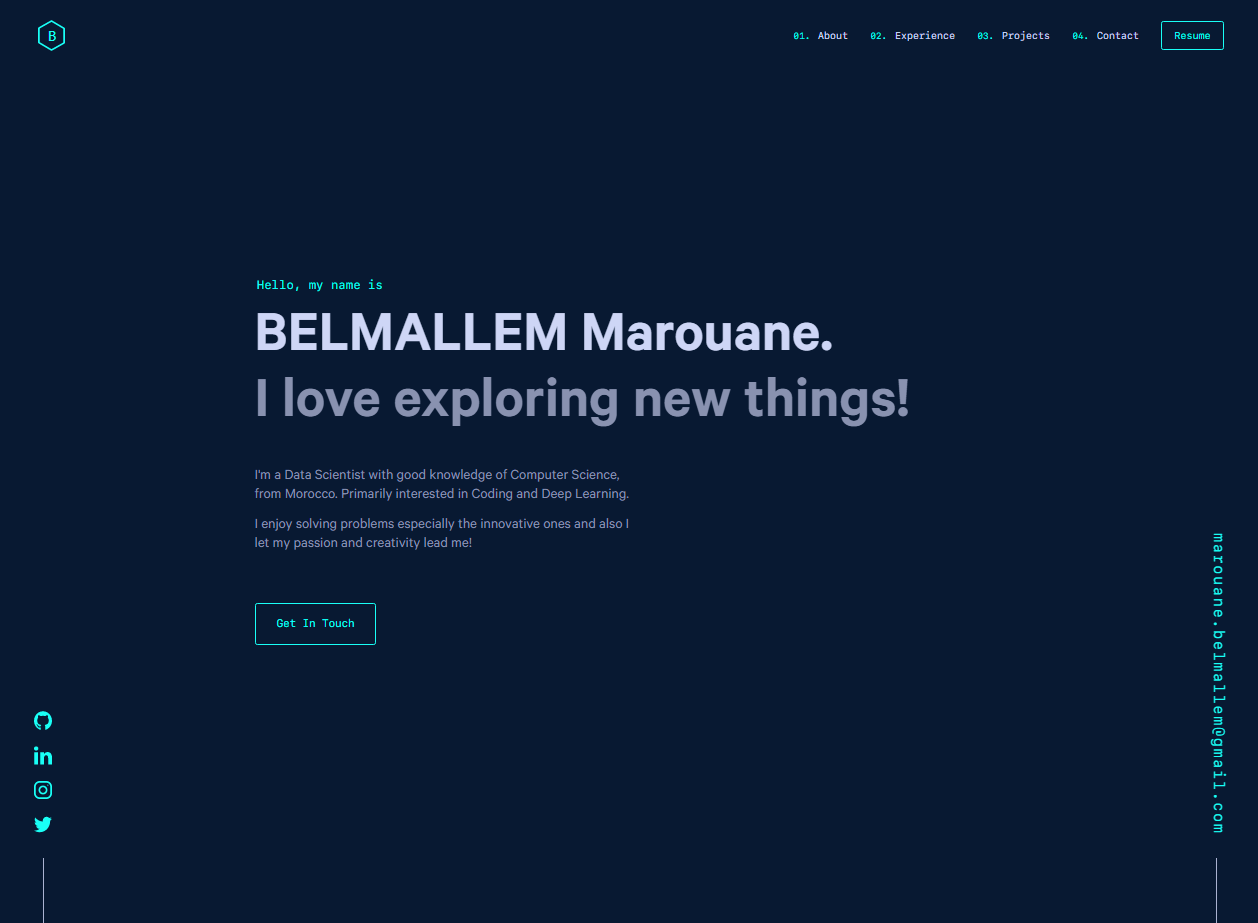 B
01. About 02. Experience 03. Projects 04. Contact Resume
Hello, my name is
BELMALLEM Marouane.
I love exploring new things!
I'm a Data Scientist with good knowledge of Computer Science,
from Morocco. Primarily interested in Coding and Deep Learning.
I enjoy solving problems especially the innovative ones and also I
let my passion and creativity lead me!
Get In Touch
in
marouane.belmallem@gmail.com